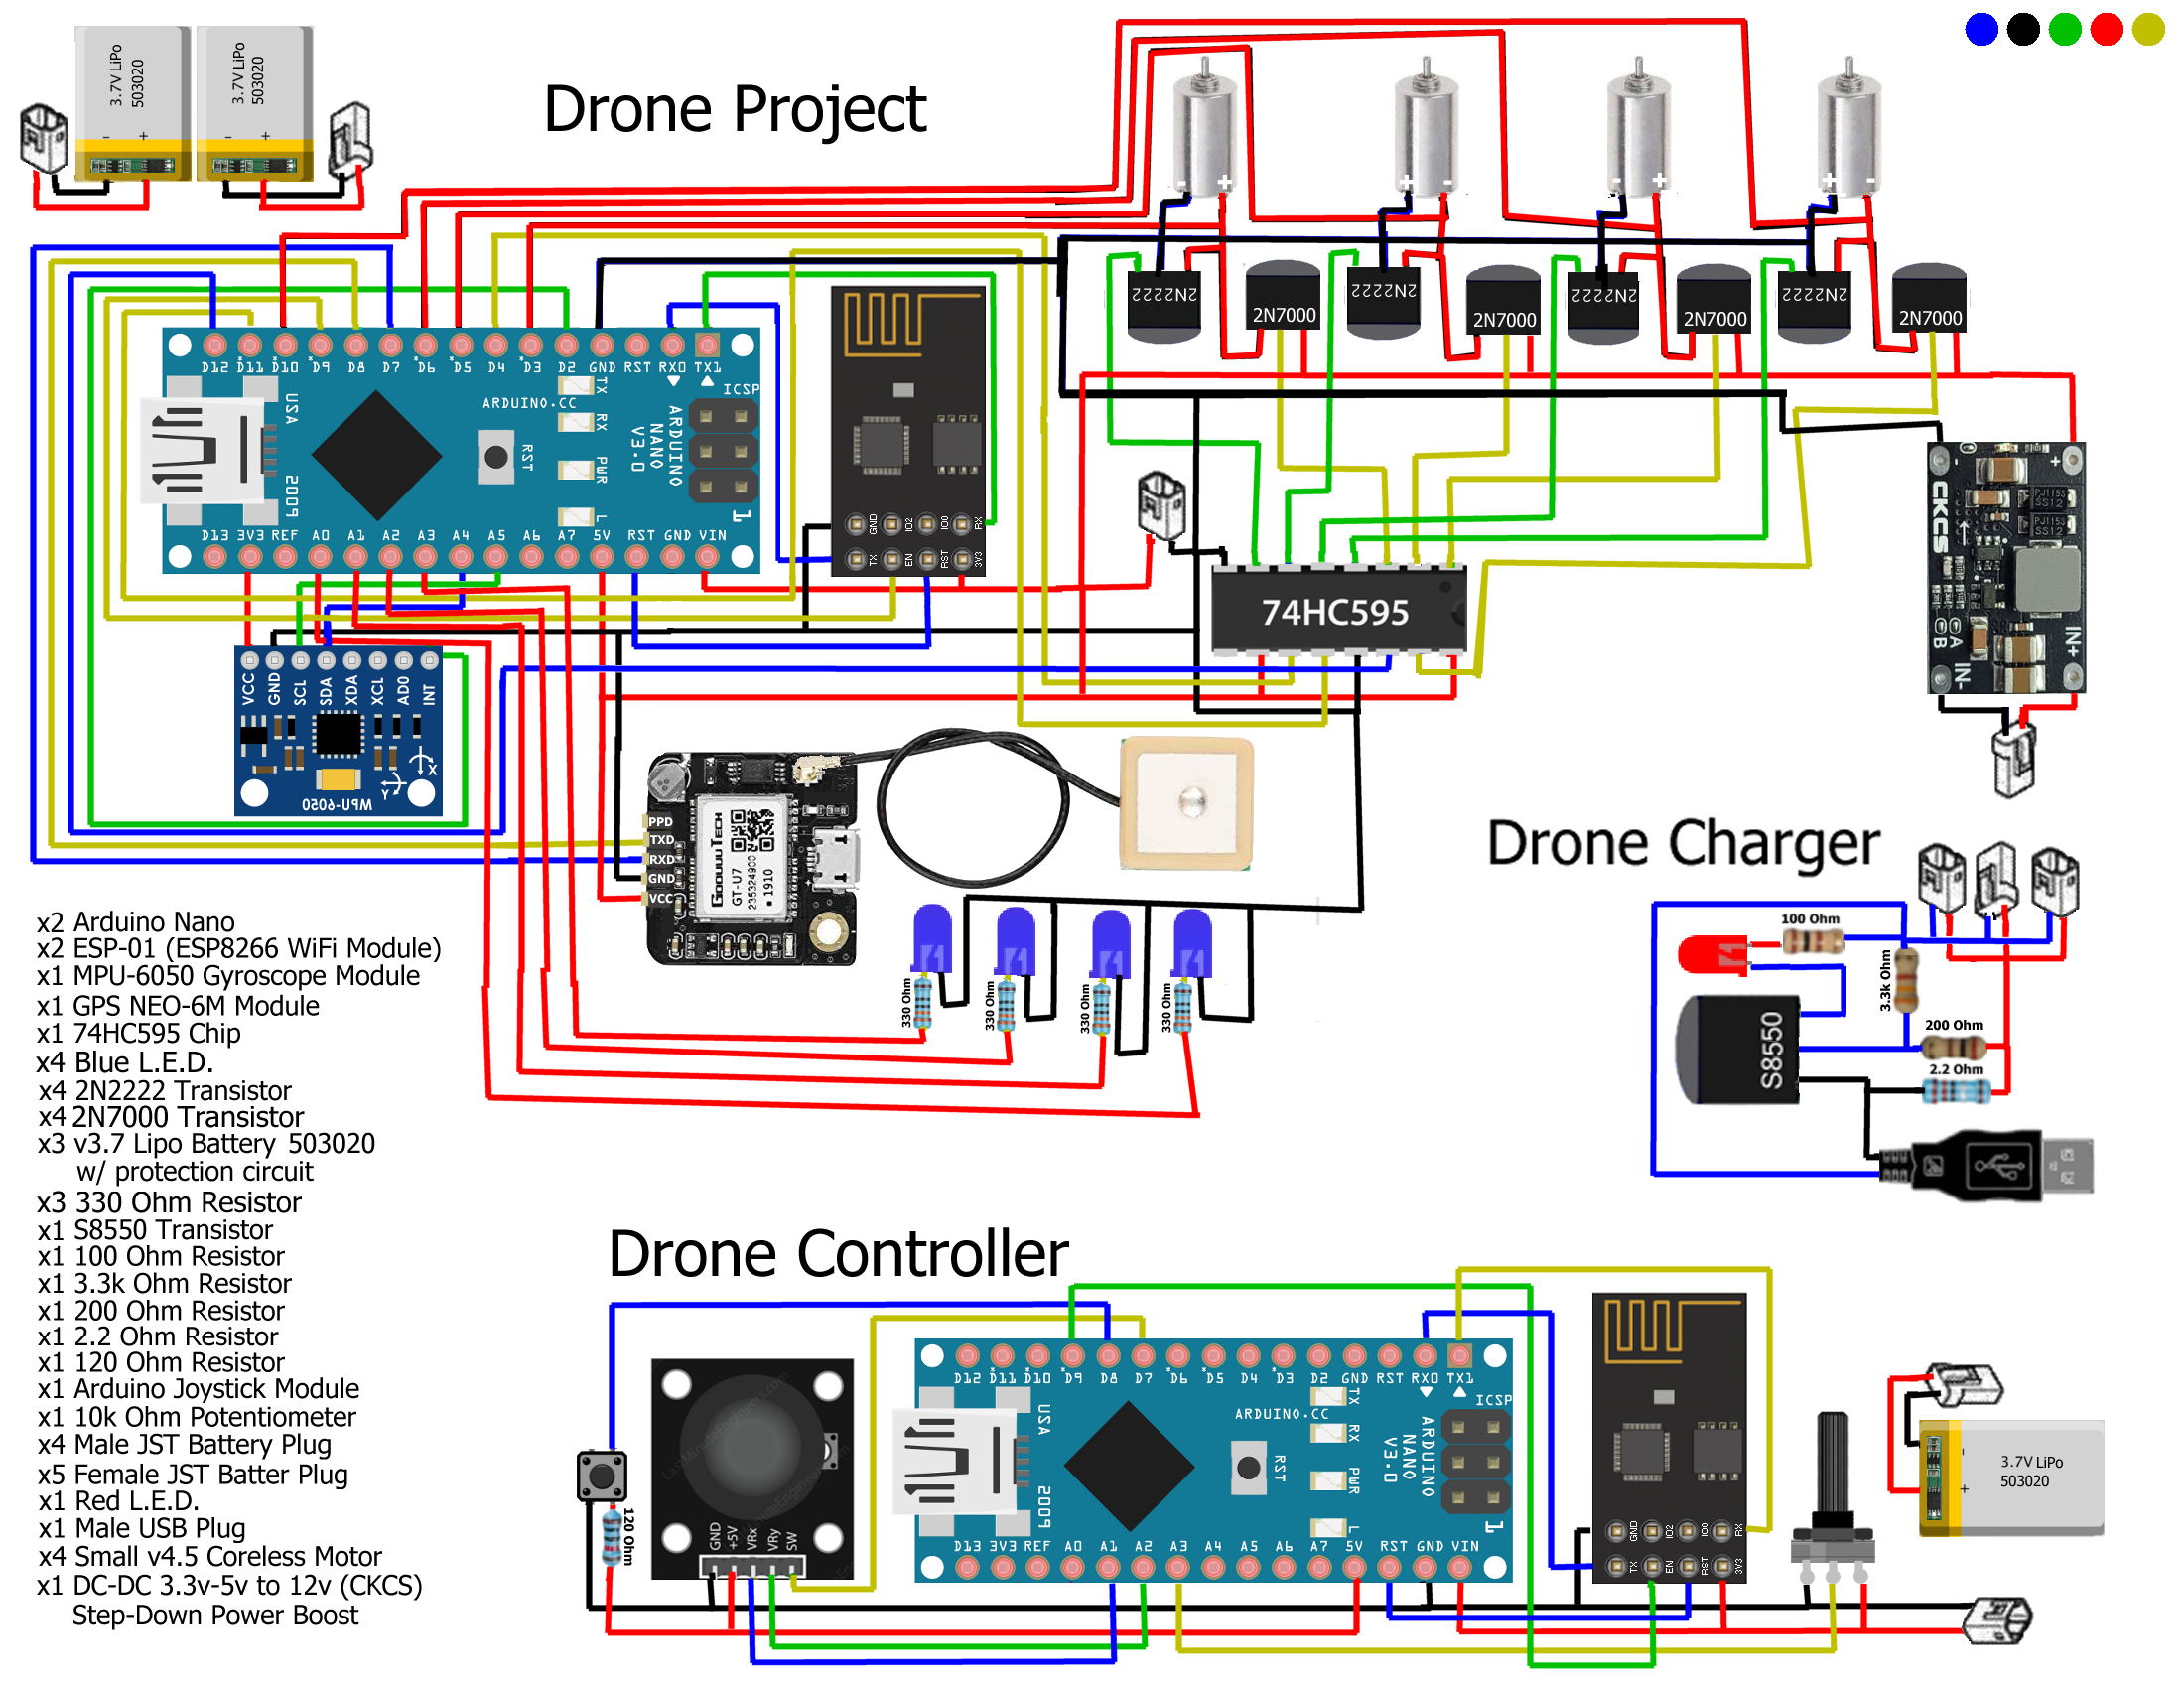 Drone Project
3.7V LiPo
503020
- +
3.7V LiPo
503020
- +
- +
+ -
- +
+ -
2N2222
2N7000
2N2222
2N7000
2N2222
2N7000
2N2222
2N7000
D12 D11 D10 D9 D8 D7 D6 D5 D4 D3 D2 GND RST RX0 TX1
USA
2009
ARDUINO.CC
RST
TX
RX
PWR
L
ICSP
ARDUINO
NANO
V3.0
1
D13 3V3 REF A0 A1 A2 A3 A4 A5 A6 A7 5V RST GND VIN
GND IO2 IO0 RX
TX EN RST 3V3
74HC595
- +
CKCS
PJ1155
SS12
PJ1155
SS12
A
B
IN-
IN+
VCC GND SCL SDA XDA XCL AD0 INT
X
Y
MPU-6050
PPD
TXD
RXD
GND
VCC
GOOUUUTECH
GT-U7
235324900
1910
330 Ohm
330 Ohm
330 Ohm
330 Ohm
Drone Charger
100 Ohm
3.3k Ohm
200 Ohm
2.2 Ohm
S8550
x2 Arduino Nano
x2 ESP-01 (ESP8266 WiFi Module)
x1 MPU-6050 Gyroscope Module
x1 GPS NEO-6M Module
x1 74HC595 Chip
x4 Blue L.E.D.
x4 2N2222 Transistor
x4 2N7000 Transistor
x3 v3.7 Lipo Battery 503020
w/ protection circuit
x3 330 Ohm Resistor
x1 S8550 Transistor
x1 100 Ohm Resistor
x1 3.3k Ohm Resistor
x1 200 Ohm Resistor
x1 2.2 Ohm Resistor
x1 120 Ohm Resistor
x1 Arduino Joystick Module
x1 10k Ohm Potentiometer
x4 Male JST Battery Plug
x5 Female JST Batter Plug
x1 Red L.E.D.
x1 Male USB Plug
x4 Small v4.5 Coreless Motor
x1 DC-DC 3.3v-5v to 12v (CKCS)
Step-Down Power Boost
Drone Controller
120 Ohm
GND
+5V
VRx
VRy
SW
D12 D11 D10 D9 D8 D7 D6 D5 D4 D3 D2 GND RST RX0 TX1
USA
2009
ARDUINO.CC
RST
TX
RX
PWR
L
ICSP
ARDUINO
NANO
V3.0
1
D13 3V3 REF A0 A1 A2 A3 A4 A5 A6 A7 5V RST GND VIN
GND IO2 IO0 RX
TX EN RST 3V3
-
+
3.7V LiPo
503020